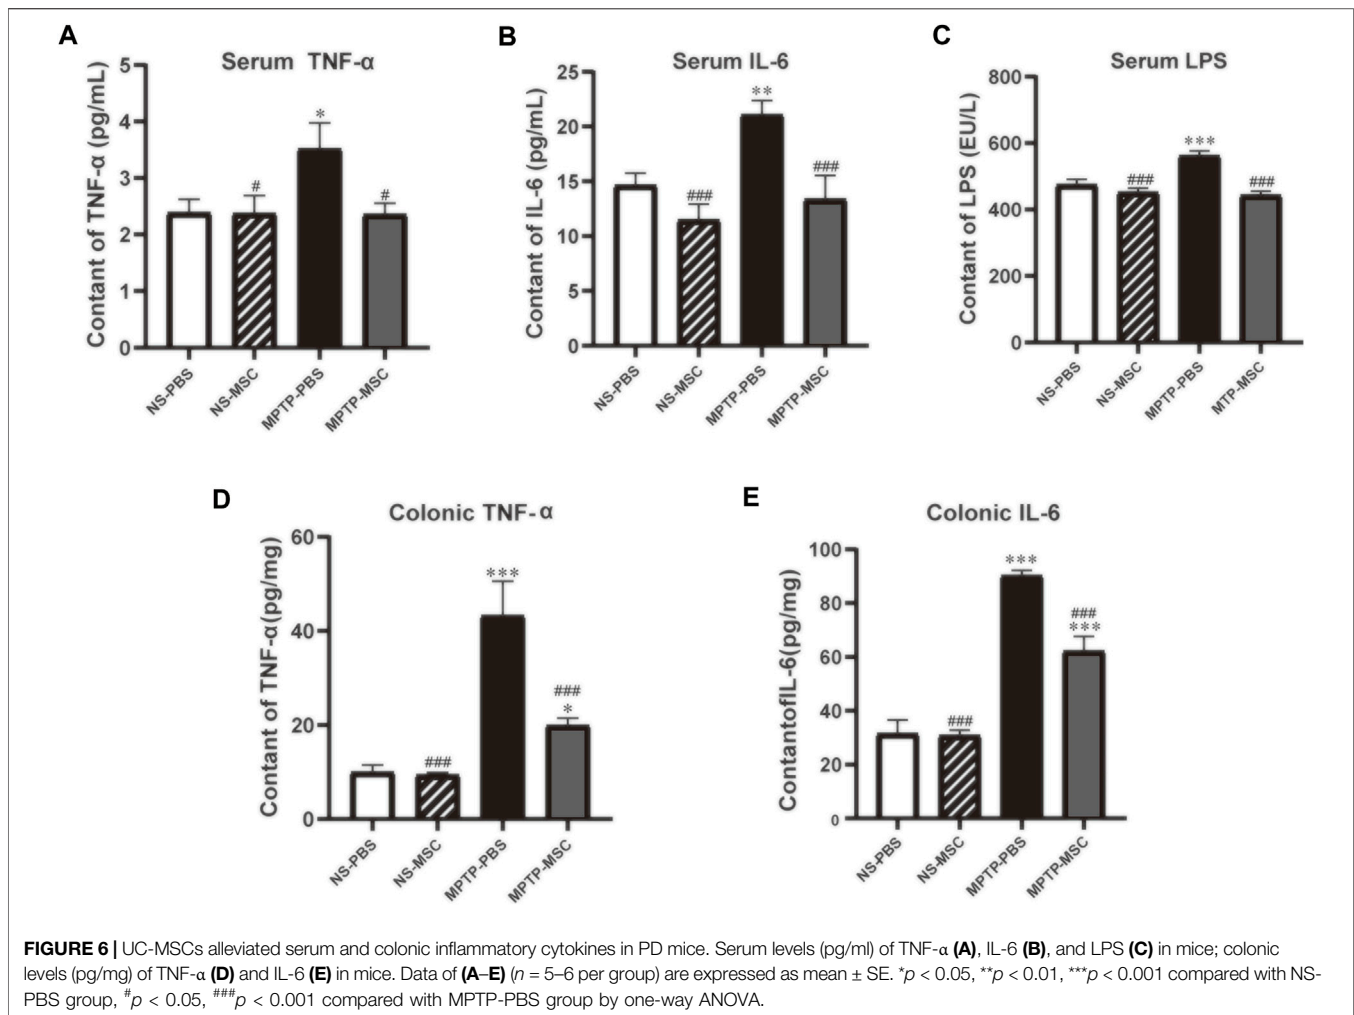 A
Serum TNF-α
Contant of TNF-α (pg/mL)
5
4
3
2
1
0
*
#
#
NS-PBS
NS-MSC
MPTP-PBS
MPTP-MSC
B
Serum IL-6
Contant of IL-6 (pg/mL)
25
20
15
10
5
0
**
###
###
NS-PBS
NS-MSC
MPTP-PBS
MPTP-MSC
C
Serum LPS
Contant of LPS (EU/L)
800
600
400
200
0
***
###
###
NS-PBS
NS-MSC
MPTP-PBS
MTP-MSC
D
Colonic TNF-α
Contant of TNF-α(pg/mg)
60
40
20
0
***
###
*
###
NS-PBS
NS-MSC
MPTP-PBS
MPTP-MSC
E
Colonic IL-6
ContantofIL-6(pg/mg)
100
80
60
40
20
0
***
###
***
###
NS-PBS
NS-MSC
MPTP-PBS
MPTP-MSC
FIGURE 6 | UC-MSCs alleviated serum and colonic inflammatory cytokines in PD mice. Serum levels (pg/ml) of TNF-α (A), IL-6 (B), and LPS (C) in mice; colonic
levels (pg/mg) of TNF-α (D) and IL-6 (E) in mice. Data of (A–E) (n = 5–6 per group) are expressed as mean ± SE. *p < 0.05, **p < 0.01, ***p < 0.001 compared with NS-
PBS group, #p < 0.05, ###p < 0.001 compared with MPTP-PBS group by one-way ANOVA.